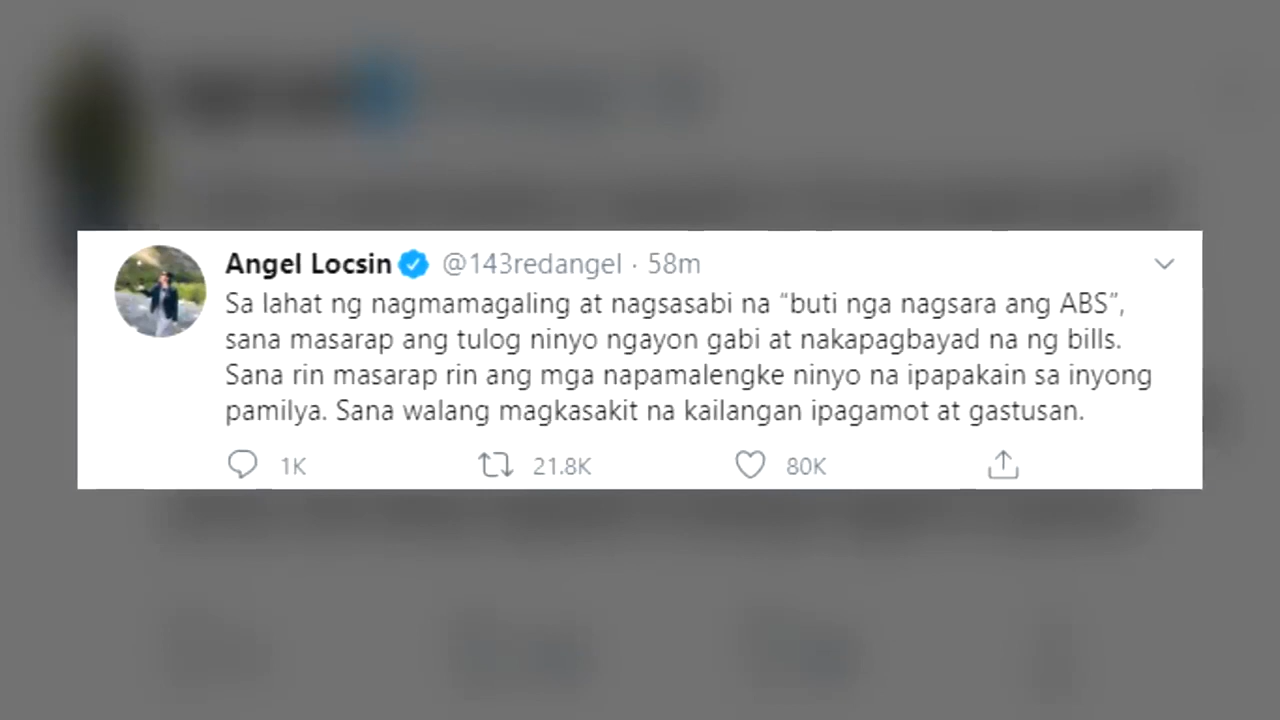 Angel Locsin @143redangel · 58m
Sa lahat ng nagmamagaling at nagsasabi na “buti nga nagsara ang ABS”,
sana masarap ang tulog ninyo ngayon gabi at nakapagbayad na ng bills.
Sana rin masarap rin ang mga napamalengke ninyo na ipapakain sa inyong
pamilya. Sana walang magkasakit na kailangan ipagamot at gastusan.
1K 21.8K 80K